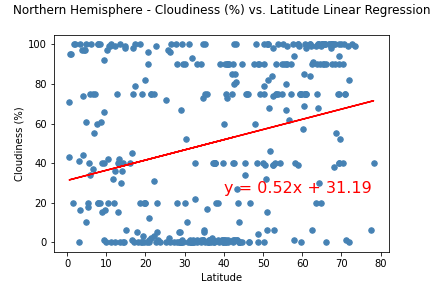 Northern Hemisphere - Cloudiness (%) vs. Latitude Linear Regression
100
80
60
40
20
0
Cloudiness (%)
y = 0.52x + 31.19
0 10 20 30 40 50 60 70 80
Latitude